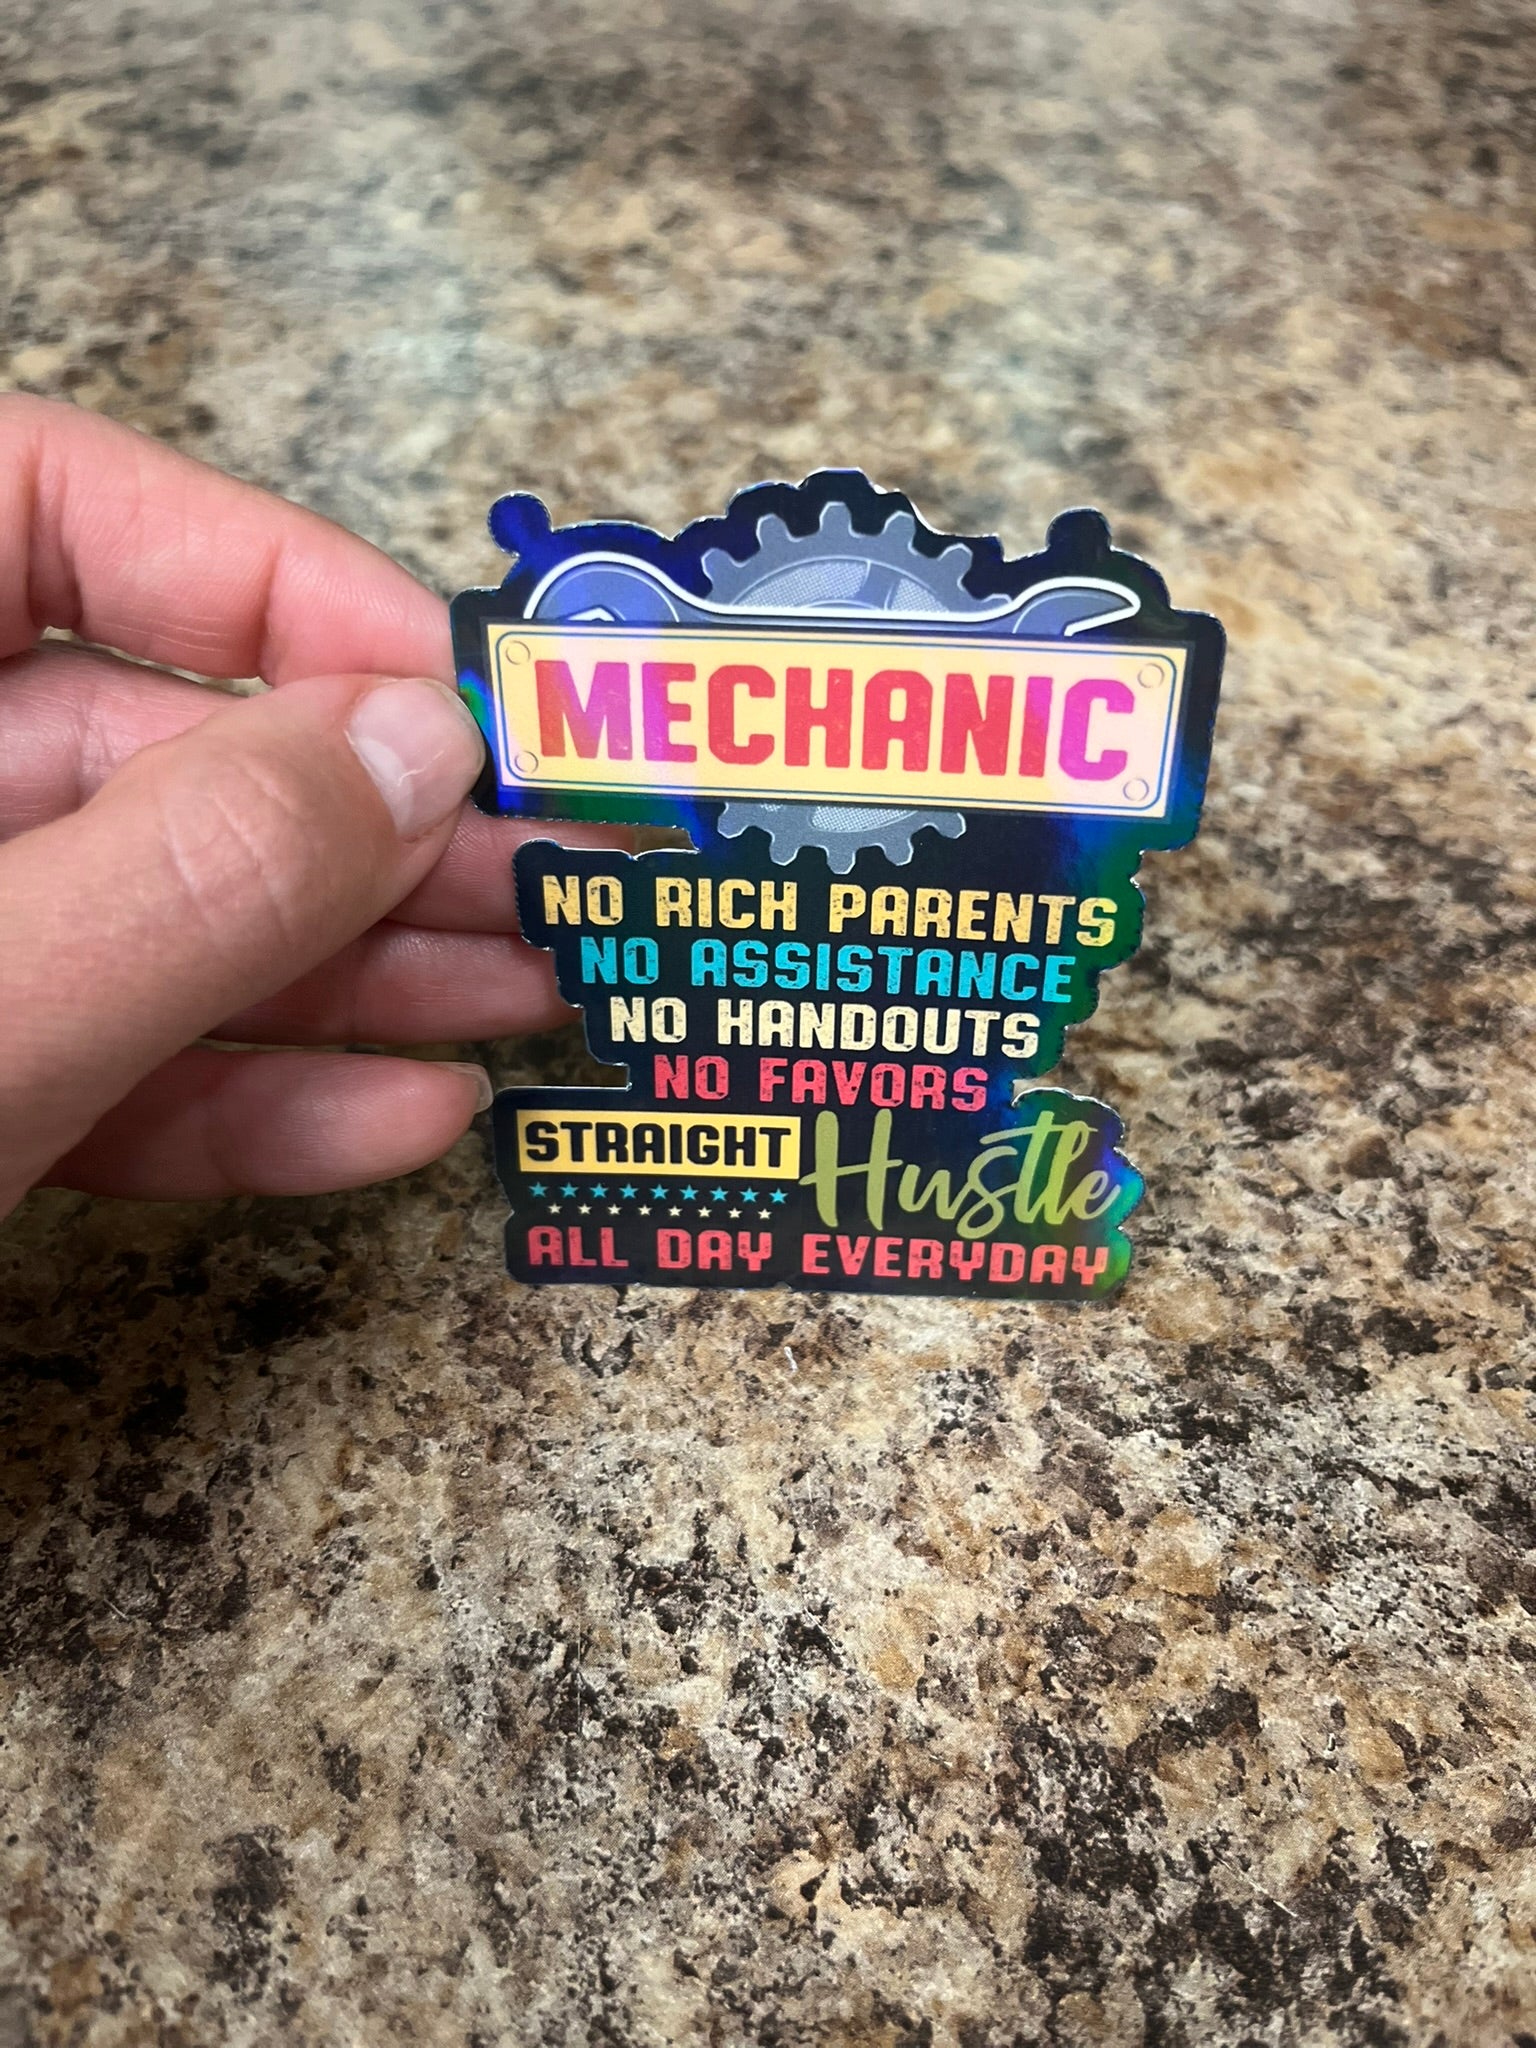 MECHANIC
NO RICH PARENTS
NO ASSISTANCE
NO HANDOUTS
NO FAVORS
STRAIGHT Hustle
ALL DAY EVERYDAY